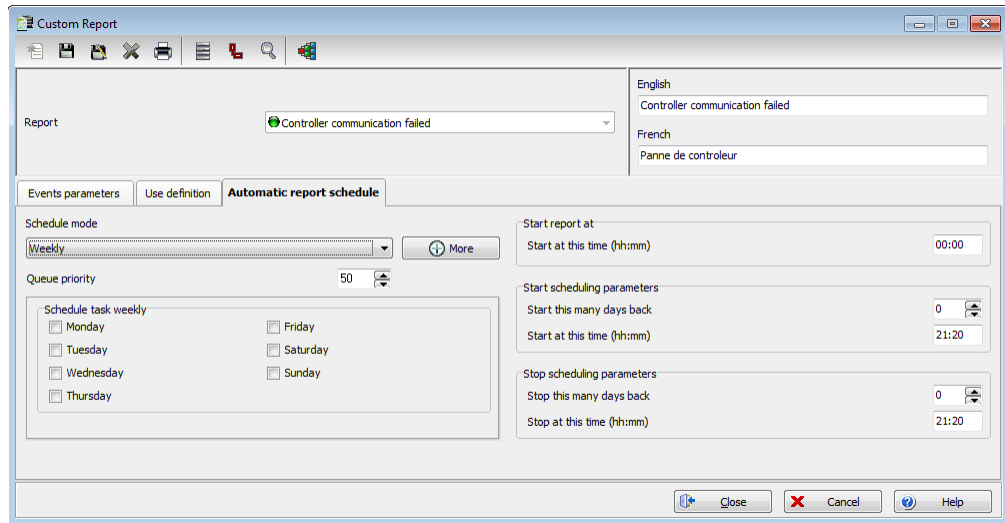 Custom Report
English
Controller communication failed
Report
Controller communication failed
French
Panne de controleur
Events parameters
Use definition
Automatic report schedule
Schedule mode
Weekly
More
Queue priority
50
Schedule task weekly
Monday
Friday
Tuesday
Saturday
Wednesday
Sunday
Thursday
Start report at
Start at this time (hh:mm)
00:00
Start scheduling parameters
Start this many days back
0
Start at this time (hh:mm)
21:20
Stop scheduling parameters
Stop this many days back
0
Stop at this time (hh:mm)
21:20
Close
Cancel
Help